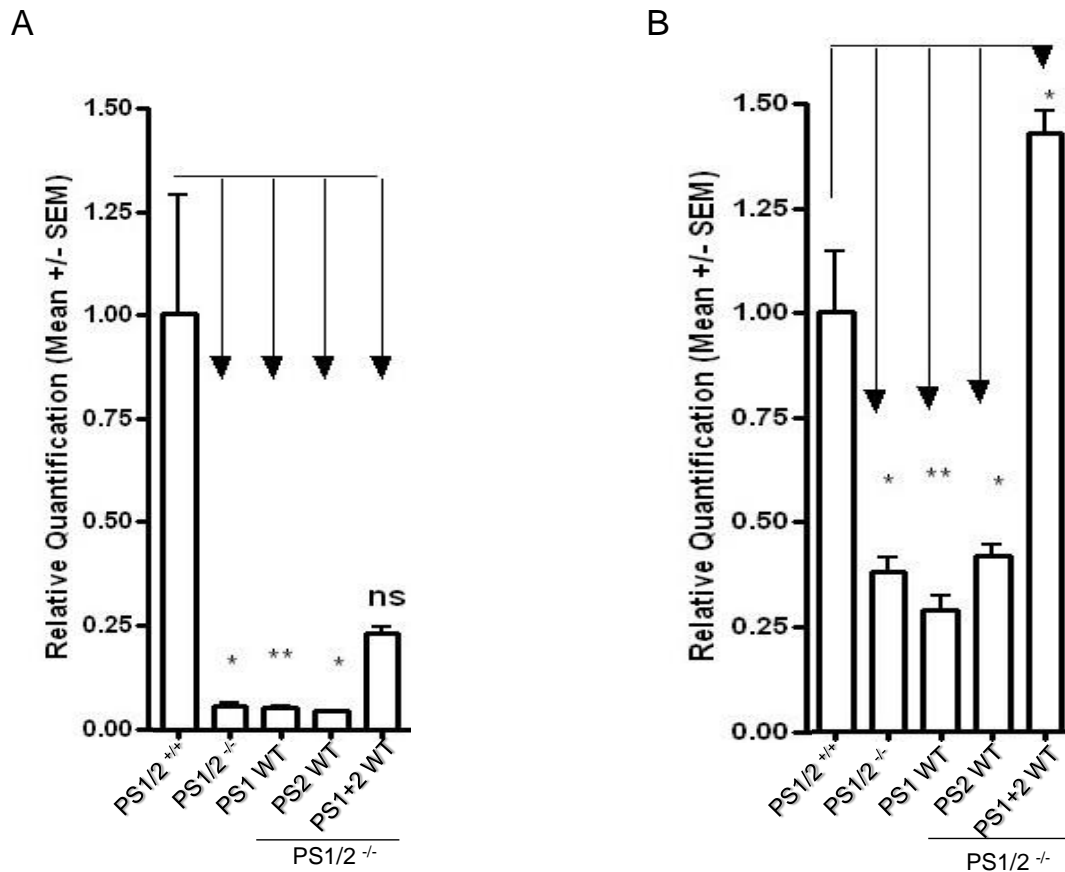 A
Relative Quantification (Mean +/- SEM)
1.50
1.25
1.00
0.75
0.50
0.25
0.00
*
**
*
ns
PS1/2 +/+
PS1/2 -/-
PS1 WT
PS2 WT
PS1+2 WT
PS1/2 -/-
B
Relative Quantification (Mean +/- SEM)
1.50
1.25
1.00
0.75
0.50
0.25
0.00
*
**
*
*
PS1/2 +/+
PS1/2 -/-
PS1 WT
PS2 WT
PS1+2 WT
PS1/2 -/-